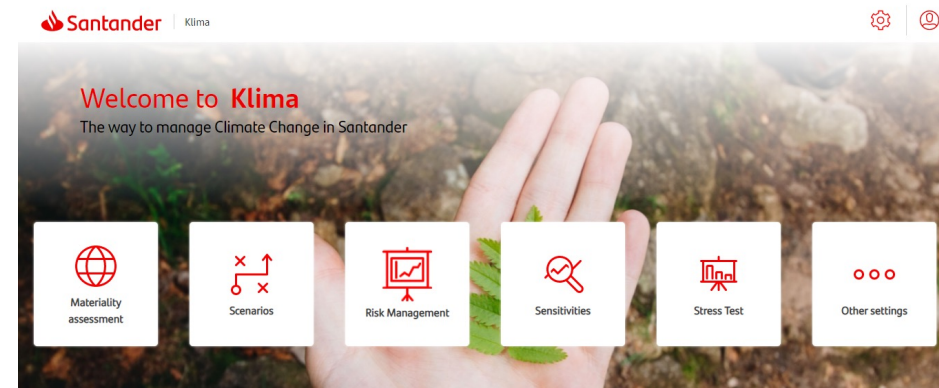 Santander
Klima
Welcome to Klima
The way to manage Climate Change in Santander
Materiality
assessment
Scenarios
Risk Management
Sensitivities
Stress Test
Other settings